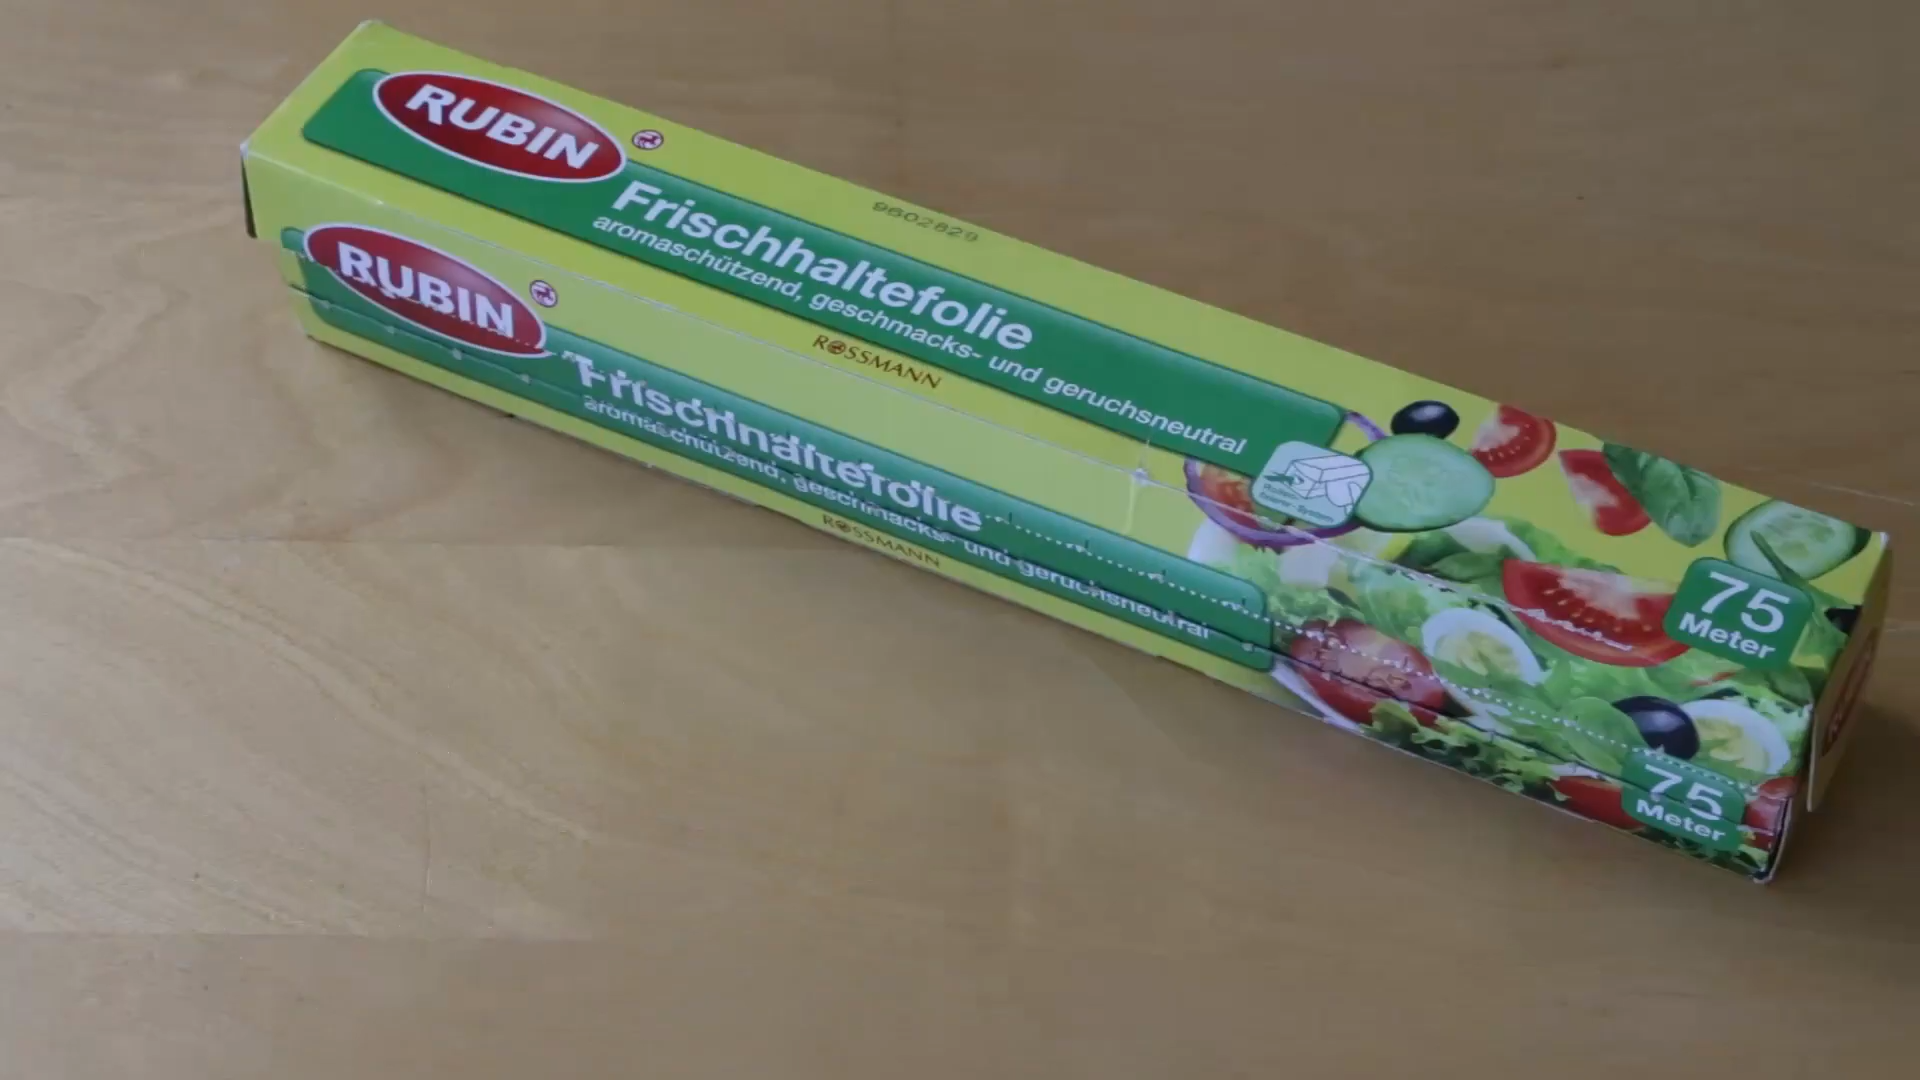 RUBIN
Frischhaltefolie
aromaschützend, geschmacks- und geruchsneutral
9602829
ROSSMANN
75
Meter
RUBIN
Frischhaltefolie
aromaschützend, geschmacks- und geruchsneutral
ROSSMANN
75
Meter